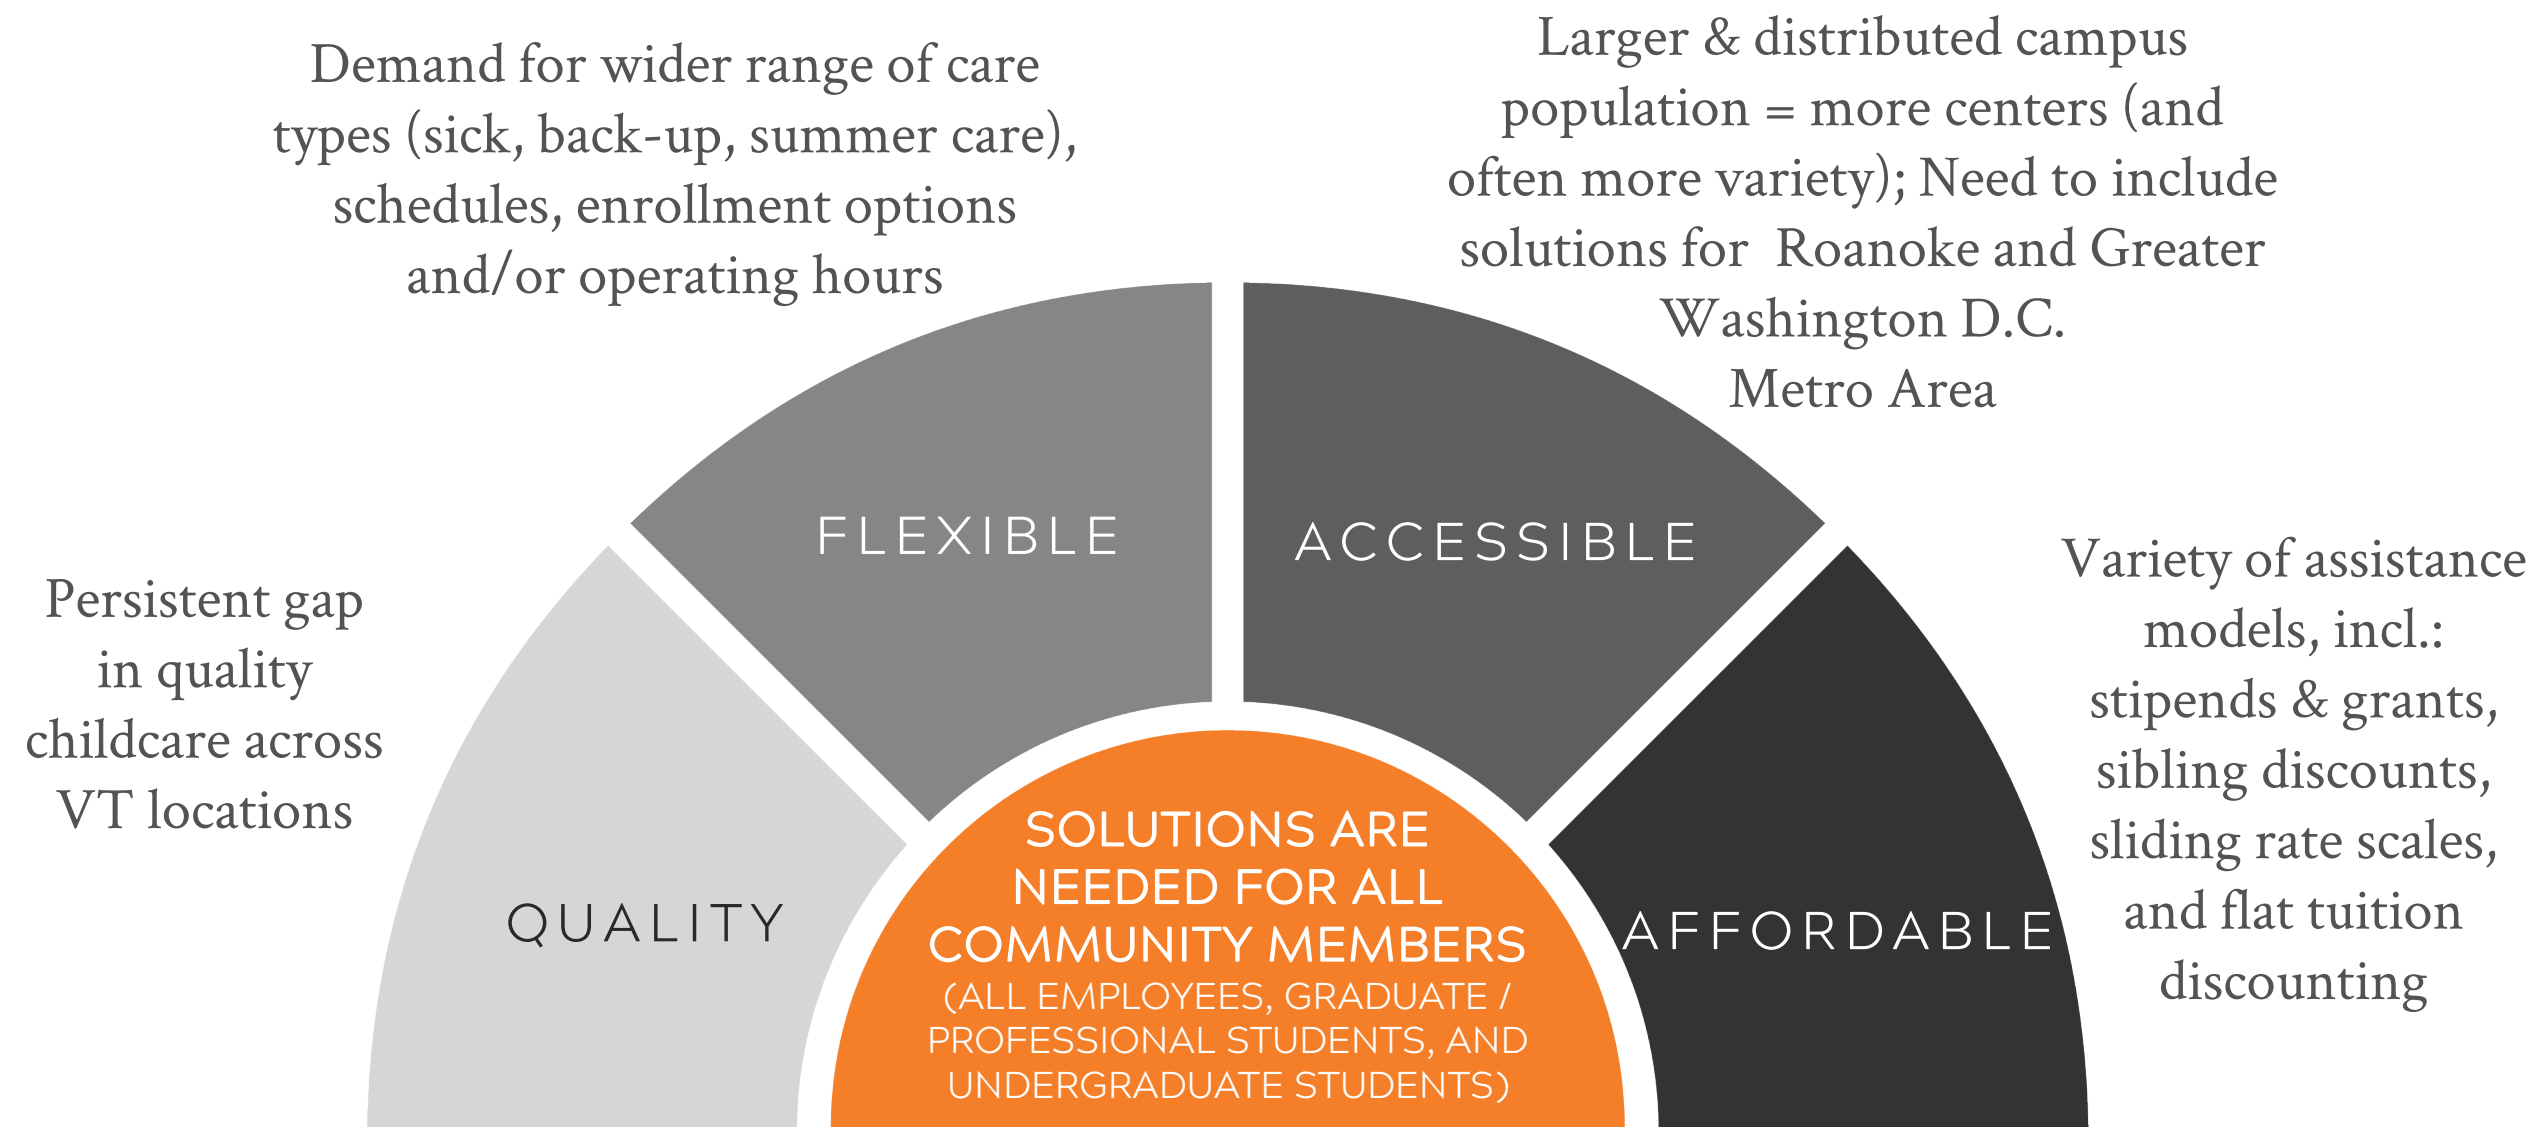 Demand for wider range of care
types (sick, back-up, summer care),
schedules, enrollment options
and/or operating hours
Larger & distributed campus
population = more centers (and
often more variety); Need to include
solutions for Roanoke and Greater
Washington D.C.
Metro Area
FLEXIBLE
ACCESSIBLE
Persistent gap
in quality
childcare across
VT locations
QUALITY
Variety of assistance
models, incl.:
stipends & grants,
sibling discounts,
sliding rate scales,
and flat tuition
discounting
AFFORDABLE
SOLUTIONS ARE
NEEDED FOR ALL
COMMUNITY MEMBERS
(ALL EMPLOYEES, GRADUATE /
PROFESSIONAL STUDENTS, AND
UNDERGRADUATE STUDENTS)